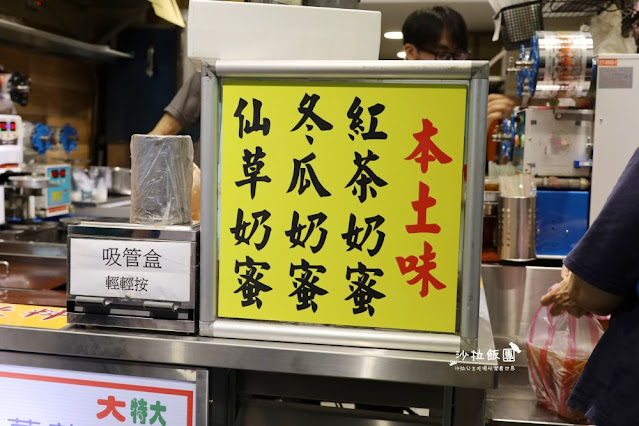 本土味
紅茶奶蜜
冬瓜奶蜜
仙草奶蜜
吸管盒
輕輕按
沙拉飯團
大 特大